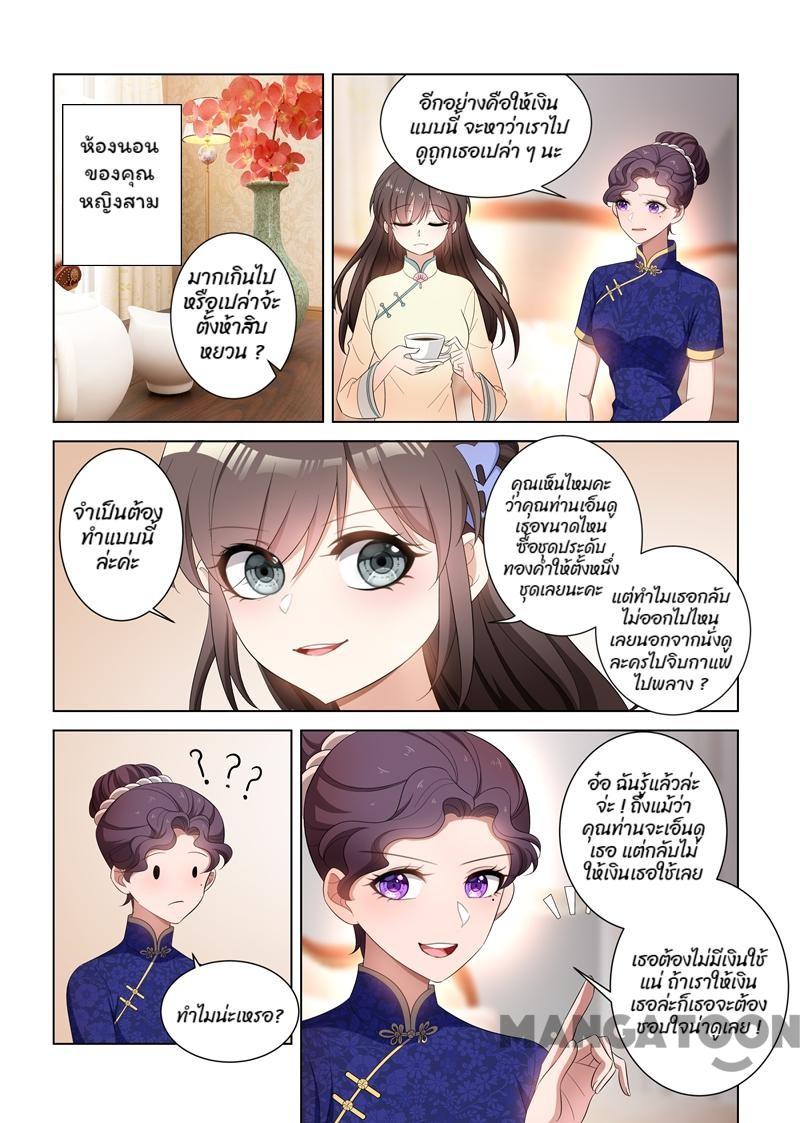 ห้องนอน
ของคุณ
หญิงสาม
มากเกินไป
หรือเปล่าจ้ะ
ตั้งห้าสิบ
หยวน ?
อีกอย่างคือให้เงิน
แบบนี้ จะหาว่าเราไป
ดูถูกเธอเปล่า ๆ นะ
จำเป็นต้อง
ทำแบบนี้
ล่ะค่ะ
คุณเห็นไหมคะ
ว่าคุณท่านเอ็นดู
เธอขนาดไหน
ซื้อชุดประดับ
ทองคำให้ตั้งหนึ่ง
ชุดเลยนะคะ
แต่ทำไมเธอกลับ
ไม่ออกไปไหน
เลยนอกจากนั่งดู
ละครไปจิบกาแฟ
ไปพลาง ?
? ? ?
ทำไมน่ะเหรอ?
อ๋อ ฉันรู้แล้วล่ะ
จ่ะ ! ถึงแม้ว่า
คุณท่านจะเอ็นดู
เธอ แต่กลับไม่
ให้เงินเธอใช้เลย
เธอต้องไม่มีเงินใช้
แน่ ถ้าเราให้เงิน
เธอล่ะก็เธอจะต้อง
ชอบใจน่าดูเลย !
MANGATOON